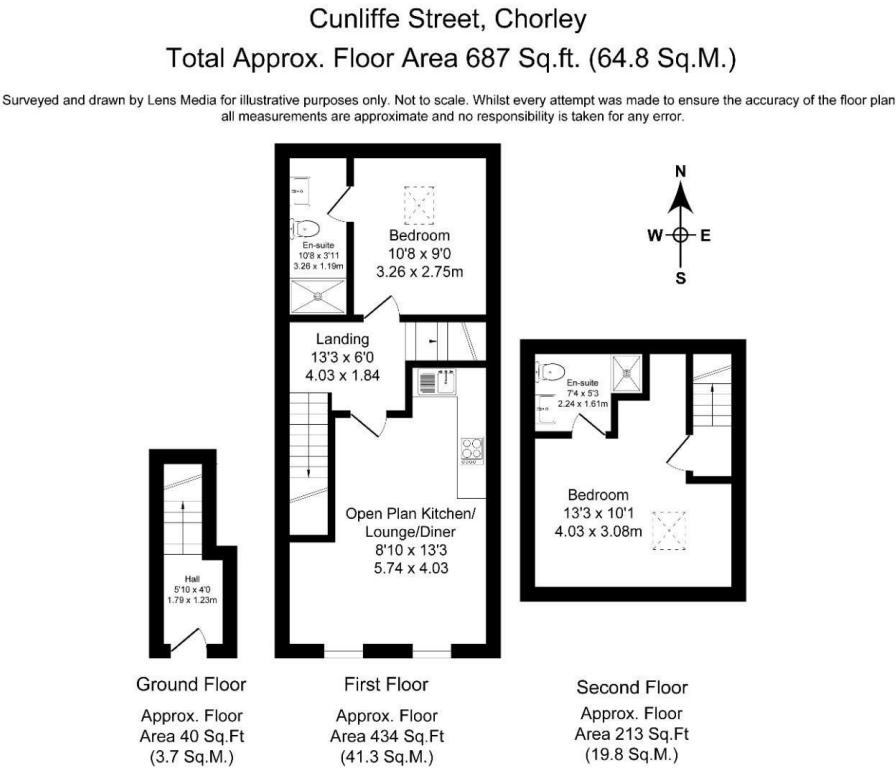 Cunliffe Street, Chorley
Total Approx. Floor Area 687 Sq.ft. (64.8 Sq.M.)
Surveyed and drawn by Lens Media for illustrative purposes only. Not to scale. Whilst every attempt was made to ensure the accuracy of the floor plan
all measurements are approximate and no responsibility is taken for any error.
N
W E
S
En-suite
10'8 x 3'11
3.26 x 1.19m
Bedroom
10'8 x 9'0
3.26 x 2.75m
Landing
13'3 x 6'0
4.03 x 1.84
Open Plan Kitchen/
Lounge/Diner
8'10 x 13'3
5.74 x 4.03
En-suite
7'4 x 5'3
2.24 x 1.61m
Bedroom
13'3 x 10'1
4.03 x 3.08m
Hall
5'10 x 4'0
1.79 x 1.23m
Ground Floor
Approx. Floor
Area 40 Sq.Ft
(3.7 Sq.M.)
First Floor
Approx. Floor
Area 434 Sq.Ft
(41.3 Sq.M.)
Second Floor
Approx. Floor
Area 213 Sq.Ft
(19.8 Sq.M.)